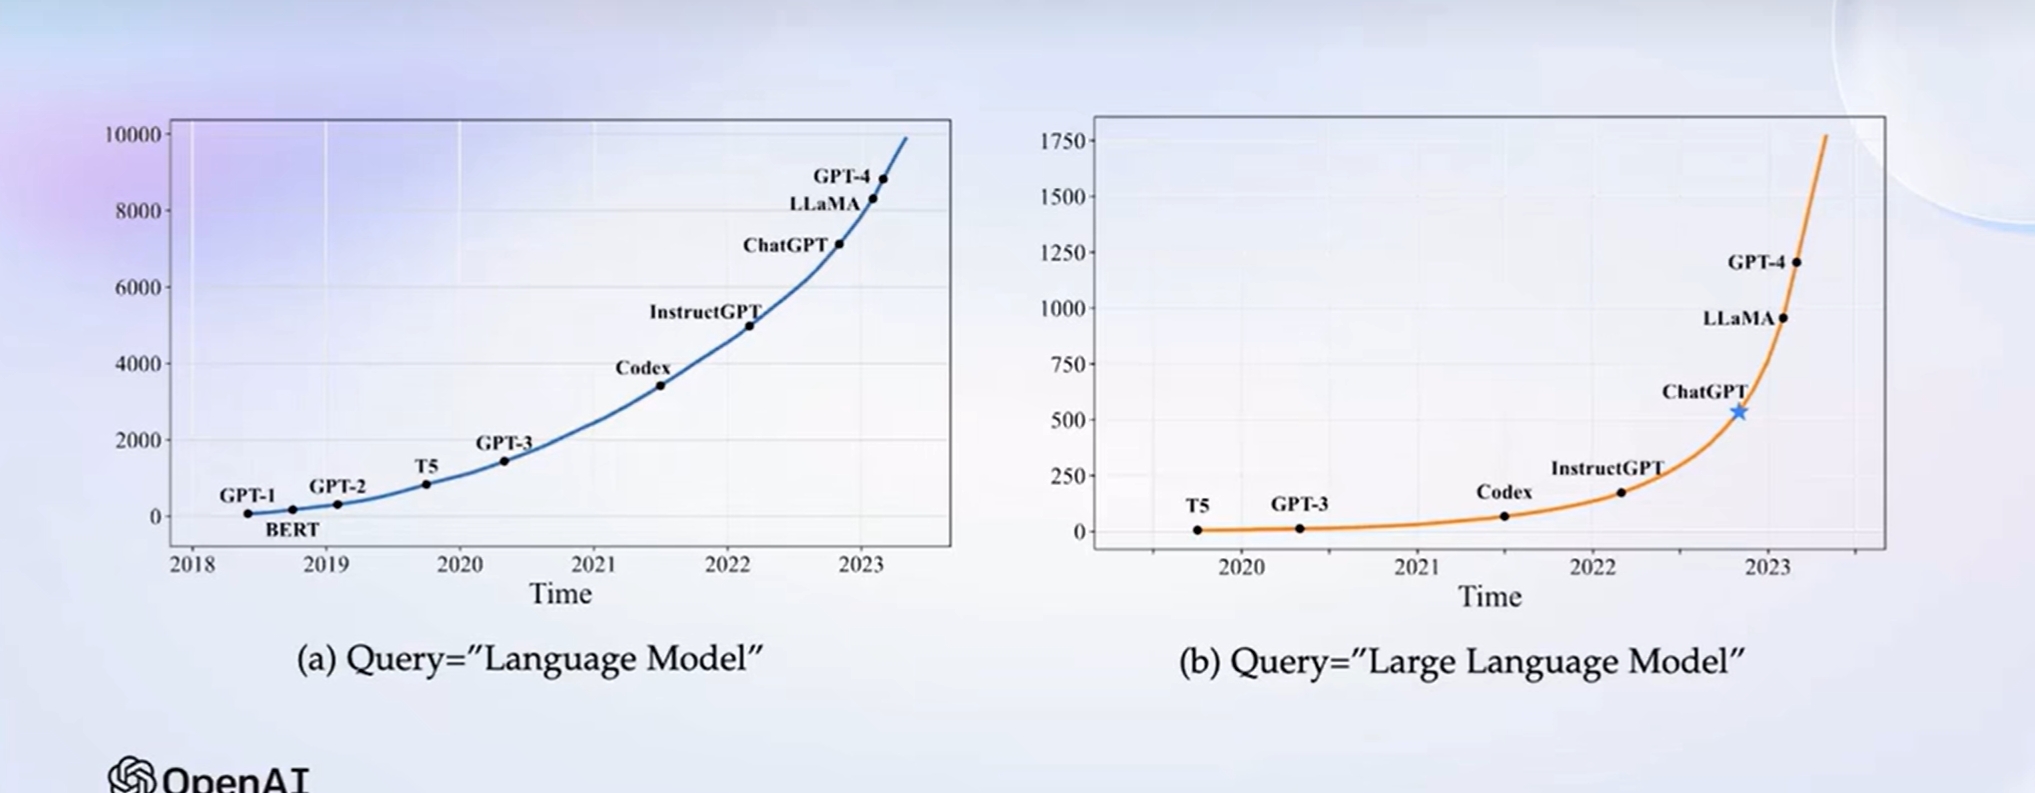 10000
8000
6000
4000
2000
0
GPT-1
BERT
GPT-2
T5
GPT-3
Codex
InstructGPT
ChatGPT
LLaMA
GPT-4
2018 2019 2020 2021 2022 2023
Time
(a) Query=″Language Model″
1750
1500
1250
1000
750
500
250
0
T5
GPT-3
Codex
InstructGPT
ChatGPT
LLaMA
GPT-4
2020 2021 2022 2023
Time
(b) Query=″Large Language Model″
OpenAI